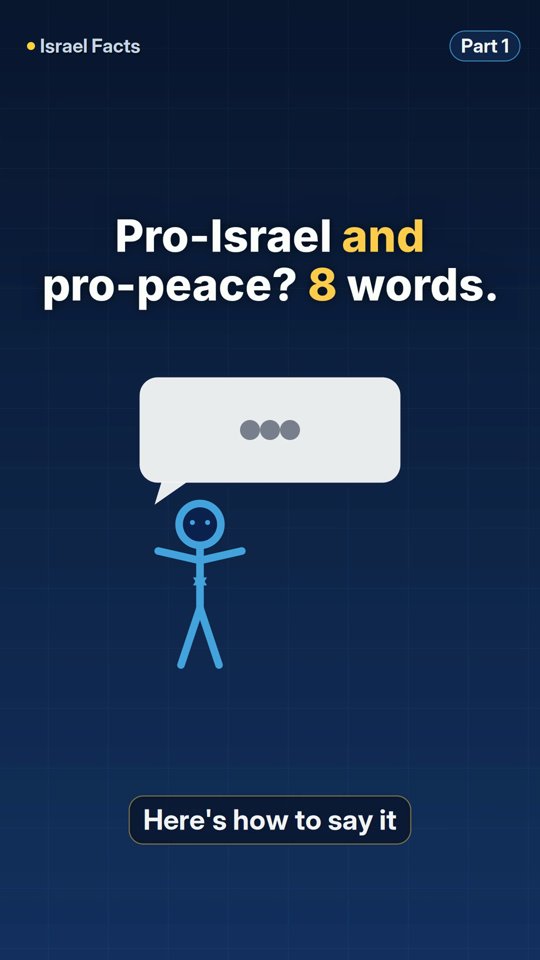 Israel Facts
Part 1
Pro-Israel and
pro-peace? 8 words.
Here's how to say it